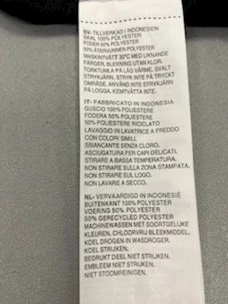 SV- TILLVERKAD I INDONESIEN
SKAL 100% POLYESTER
FODER 50% POLYESTER
50% ÅTERVUNNEN POLYESTER
MASKINTVÄTT 30°C MED LIKNANDE
FÄRGER, BLEKNING UTAN KLOR,
TORKTUMLA PÅ LÅG VÄRME, SVALT
STRYKJÄRN. STRYK INTE PÅ TRYCKT
OMRÅDE. ANVÄND INTE STRYKJÄRN
PÅ LOGGA. KEMTVÄTTA INTE.
IT- FABBRICATO IN INDONESIA
GUSCIO 100% POLIESTERE
FODERA 50% POLIESTERE
50% POLIESTERE RICICLATO
LAVAGGIO IN LAVATRICE A FREDDO
CON COLORI SIMILI
SBIANCANTE SENZA CLORO.
ASCIUGATURA PER CAPI DELICATI.
STIRARE A BASSA TEMPERATURA.
NON STIRARE SULLA ZONA STAMPATA.
NON STIRARE SUL LOGO.
NON LAVARE A SECCO.
NL- VERVAARDIGD IN INDONESIË
BUITENKANT 100% POLYESTER
VOERING 50% POLYESTER
50% GERECYCLED POLYESTER
MACHINEWASSEN MET SOORTGELIJKE
KLEUREN, CHLOORVRIJ BLEEKMIDDEL,
KOEL DROGEN IN WASDROGER.
KOEL STRIJKEN.
BEDRUKT DEEL NIET STRIJKEN.
EMBLEEM NIET STRIJKEN.
NIET STOOMREINIGEN.